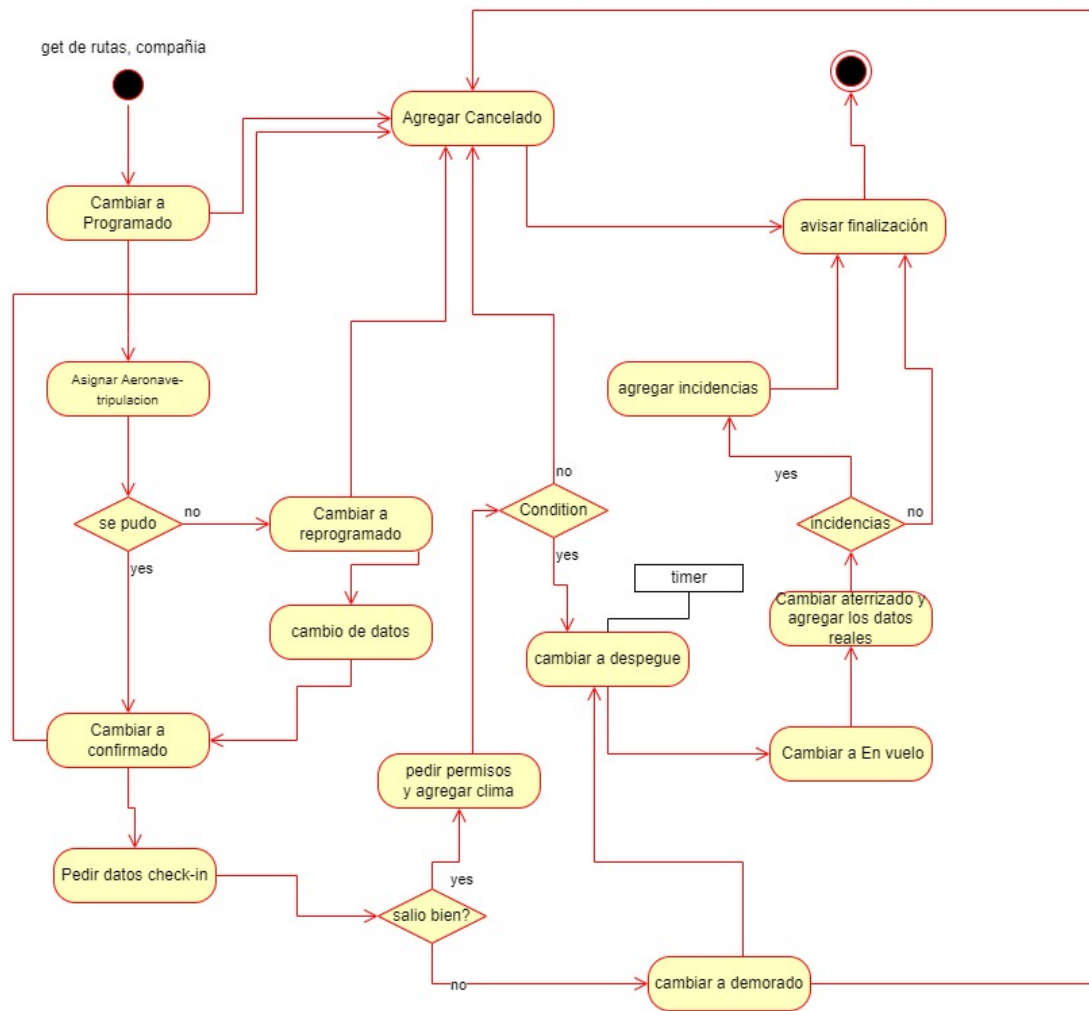 get de rutas, compañia
Agregar Cancelado
Cambiar a
Programado
avisar finalización
Asignar Aeronave-
tripulacion
agregar incidencias
yes
no
se pudo
no
yes
Cambiar a
reprogramado
Condition
no
yes
incidencias
timer
Cambiar aterrizado y
agregar los datos
reales
cambio de datos
cambiar a despegue
Cambiar a
confirmado
Cambiar a En vuelo
pedir permisos
y agregar clima
Pedir datos check-in
yes
salio bien?
no
cambiar a demorado